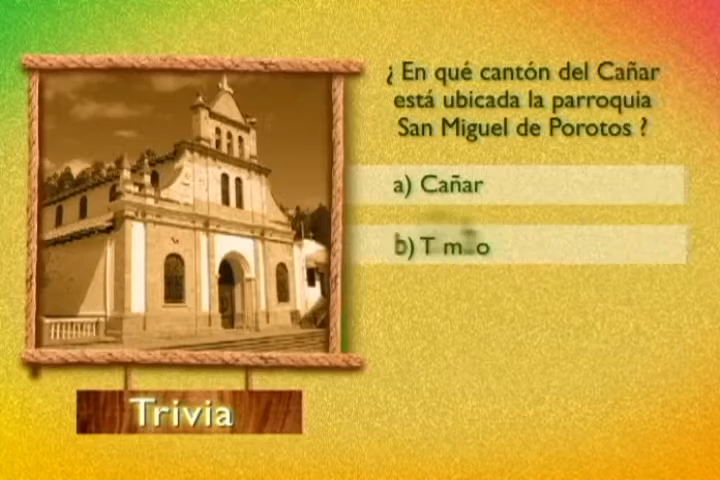 ¿ En qué cantón del Cañar
está ubicada la parroquia
San Miguel de Porotos ?
a) Cañar
b)
Trivia